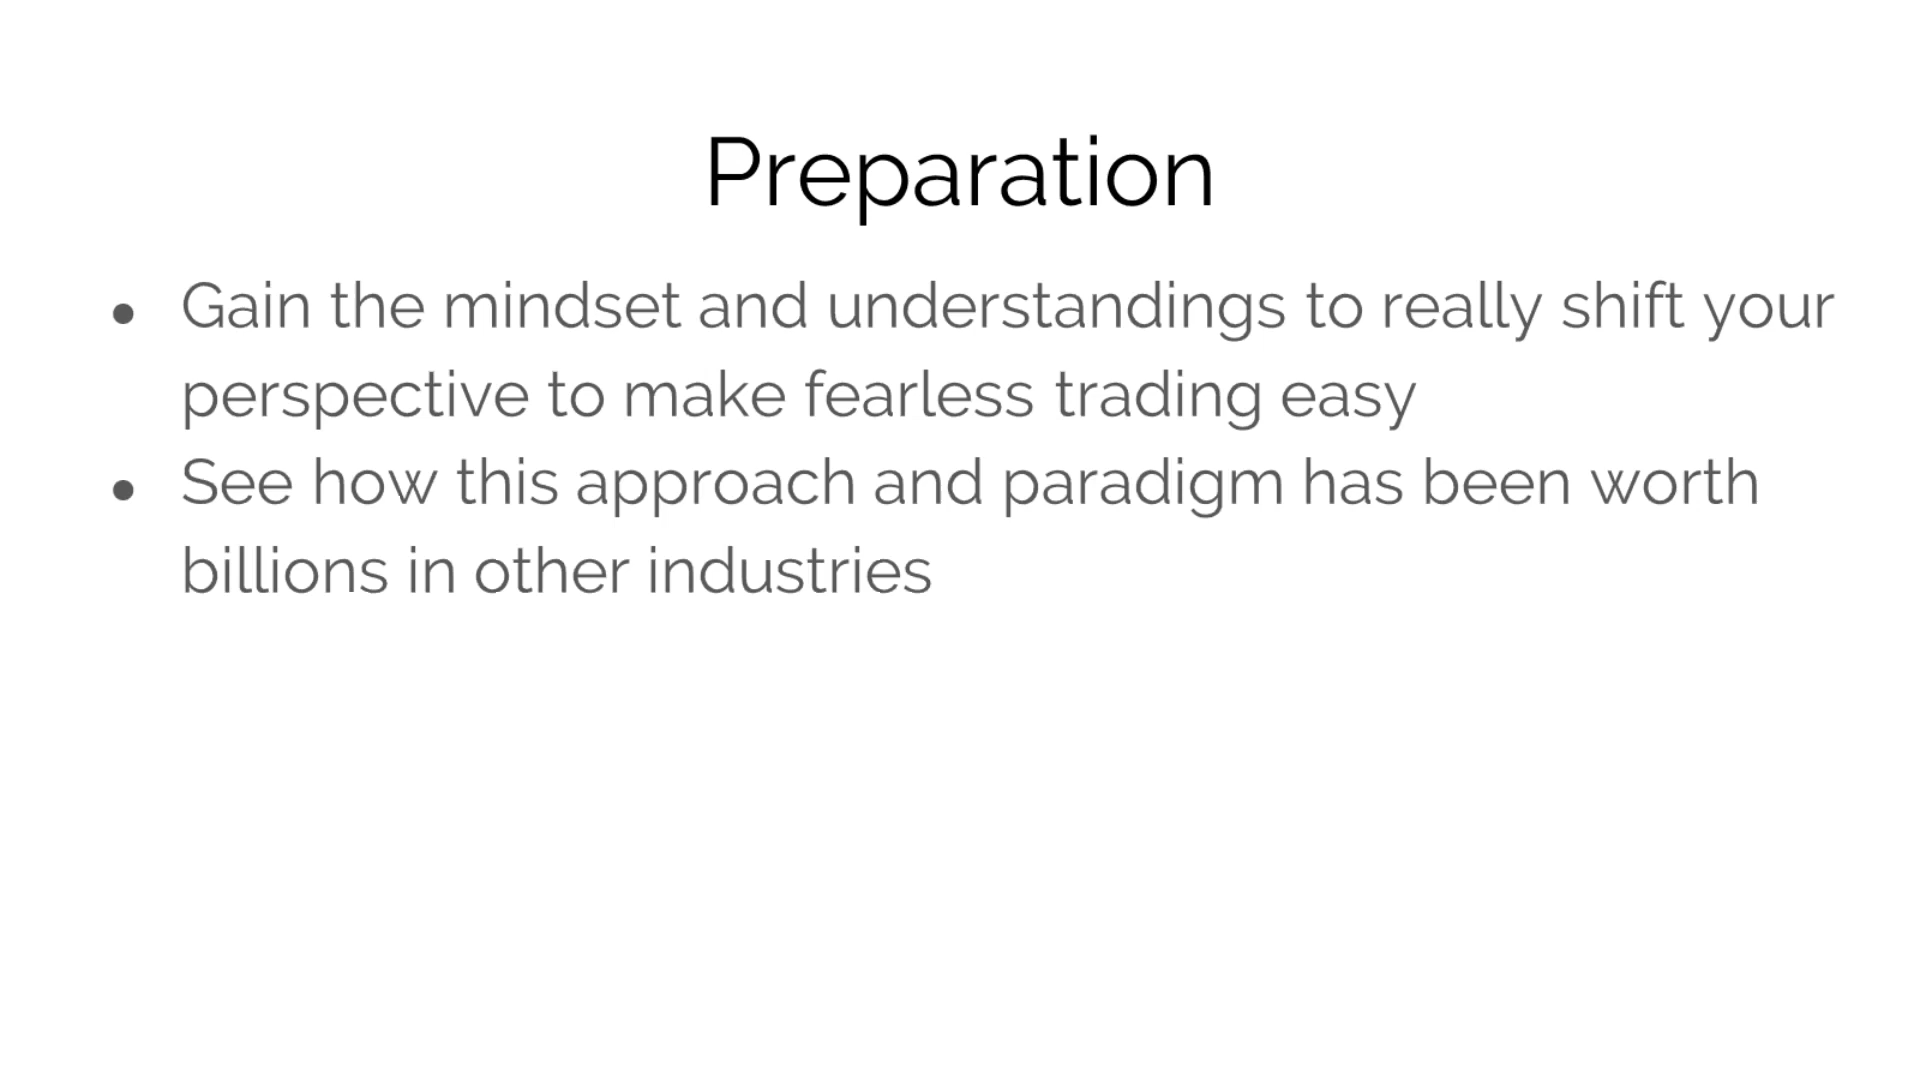 Preparation
● Gain the mindset and understandings to really shift your
perspective to make fearless trading easy
● See how this approach and paradigm has been worth
billions in other industries